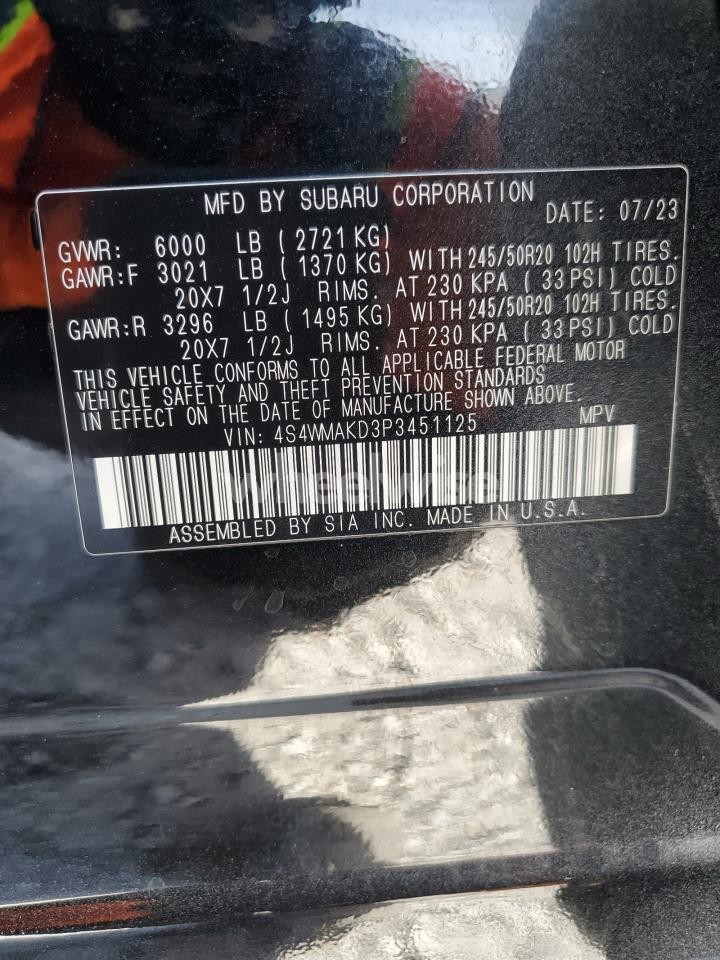 MFD BY SUBARU CORPORATION DATE: 07/23
GVWR: 6000 LB ( 2721 KG)
GAWR:F 3021 LB ( 1370 KG) WITH 245/50R20 102H TIRES.
20X7 1/2J RIMS. AT 230 KPA ( 33 PSI) COLD
GAWR:R 3296 LB ( 1495 KG) WITH 245/50R20 102H TIRES.
20X7 1/2J RIMS. AT 230 KPA ( 33 PSI) COLD
THIS VEHICLE CONFORMS TO ALL APPLICABLE FEDERAL MOTOR
VEHICLE SAFETY AND THEFT PREVENTION STANDARDS
IN EFFECT ON THE DATE OF MANUFACTURE SHOWN ABOVE.
VIN: 4S4WMAKD3P3451125 MPV
wheelwise
ASSEMBLED BY SIA INC. MADE IN U.S.A.